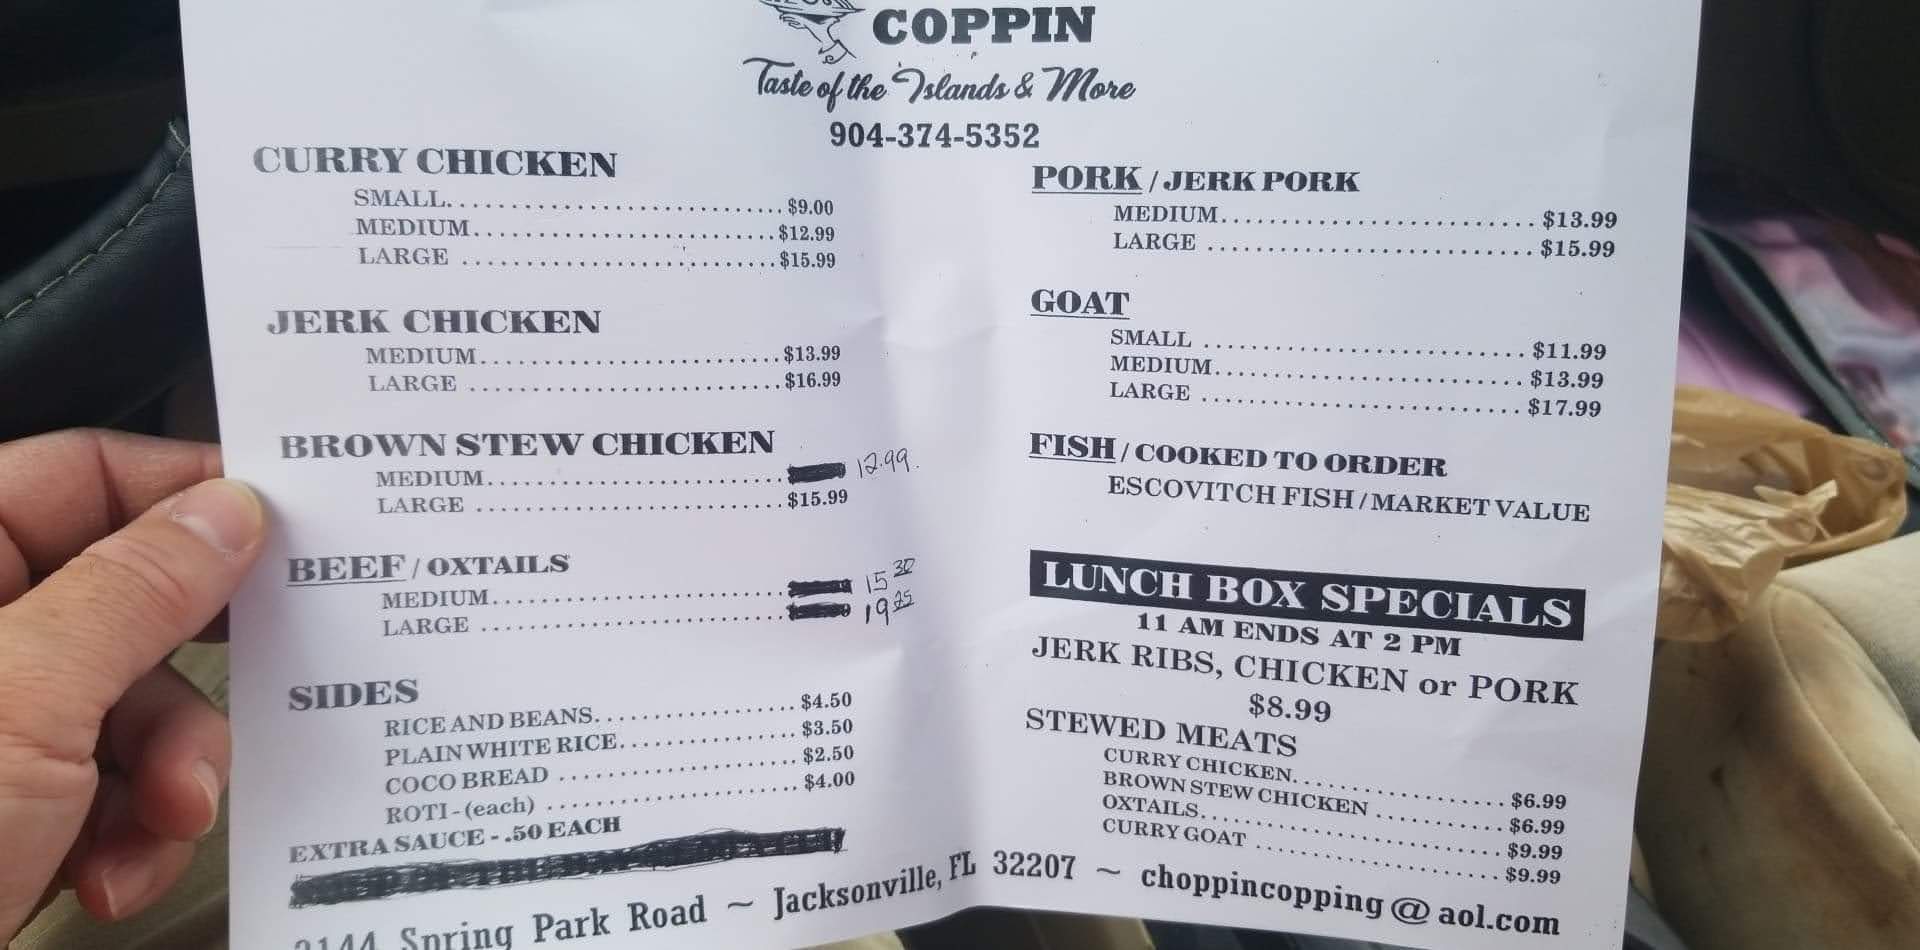 COPPIN
Taste of the Islands & More
904-374-5352
CURRY CHICKEN
SMALL............................. $9.00
MEDIUM........................... $12.99
LARGE ........................... $15.99
JERK CHICKEN
MEDIUM........................... $13.99
LARGE ........................... $16.99
BROWN STEW CHICKEN
MEDIUM........................... 12.99.
LARGE ........................... $15.99
BEEF / OXTAILS
MEDIUM........................... 15 30
LARGE ........................... 19 25
SIDES
RICE AND BEANS................. $4.50
PLAIN WHITE RICE............... $3.50
COCO BREAD .................... $2.50
ROTI - (each) .................... $4.00
EXTRA SAUCE - .50 EACH
PORK / JERK PORK
MEDIUM........................... $13.99
LARGE ........................... $15.99
GOAT
SMALL ........................... $11.99
MEDIUM........................... $13.99
LARGE ........................... $17.99
FISH / COOKED TO ORDER
ESCOVITCH FISH / MARKET VALUE
LUNCH BOX SPECIALS
11 AM ENDS AT 2 PM
JERK RIBS, CHICKEN or PORK
$8.99
STEWED MEATS
CURRY CHICKEN................... $6.99
BROWN STEW CHICKEN ........... $6.99
OXTAILS........................... $9.99
CURRY GOAT ..................... $9.99
Spring Park Road ~ Jacksonville, FL 32207 ~ choppincopping@aol.com